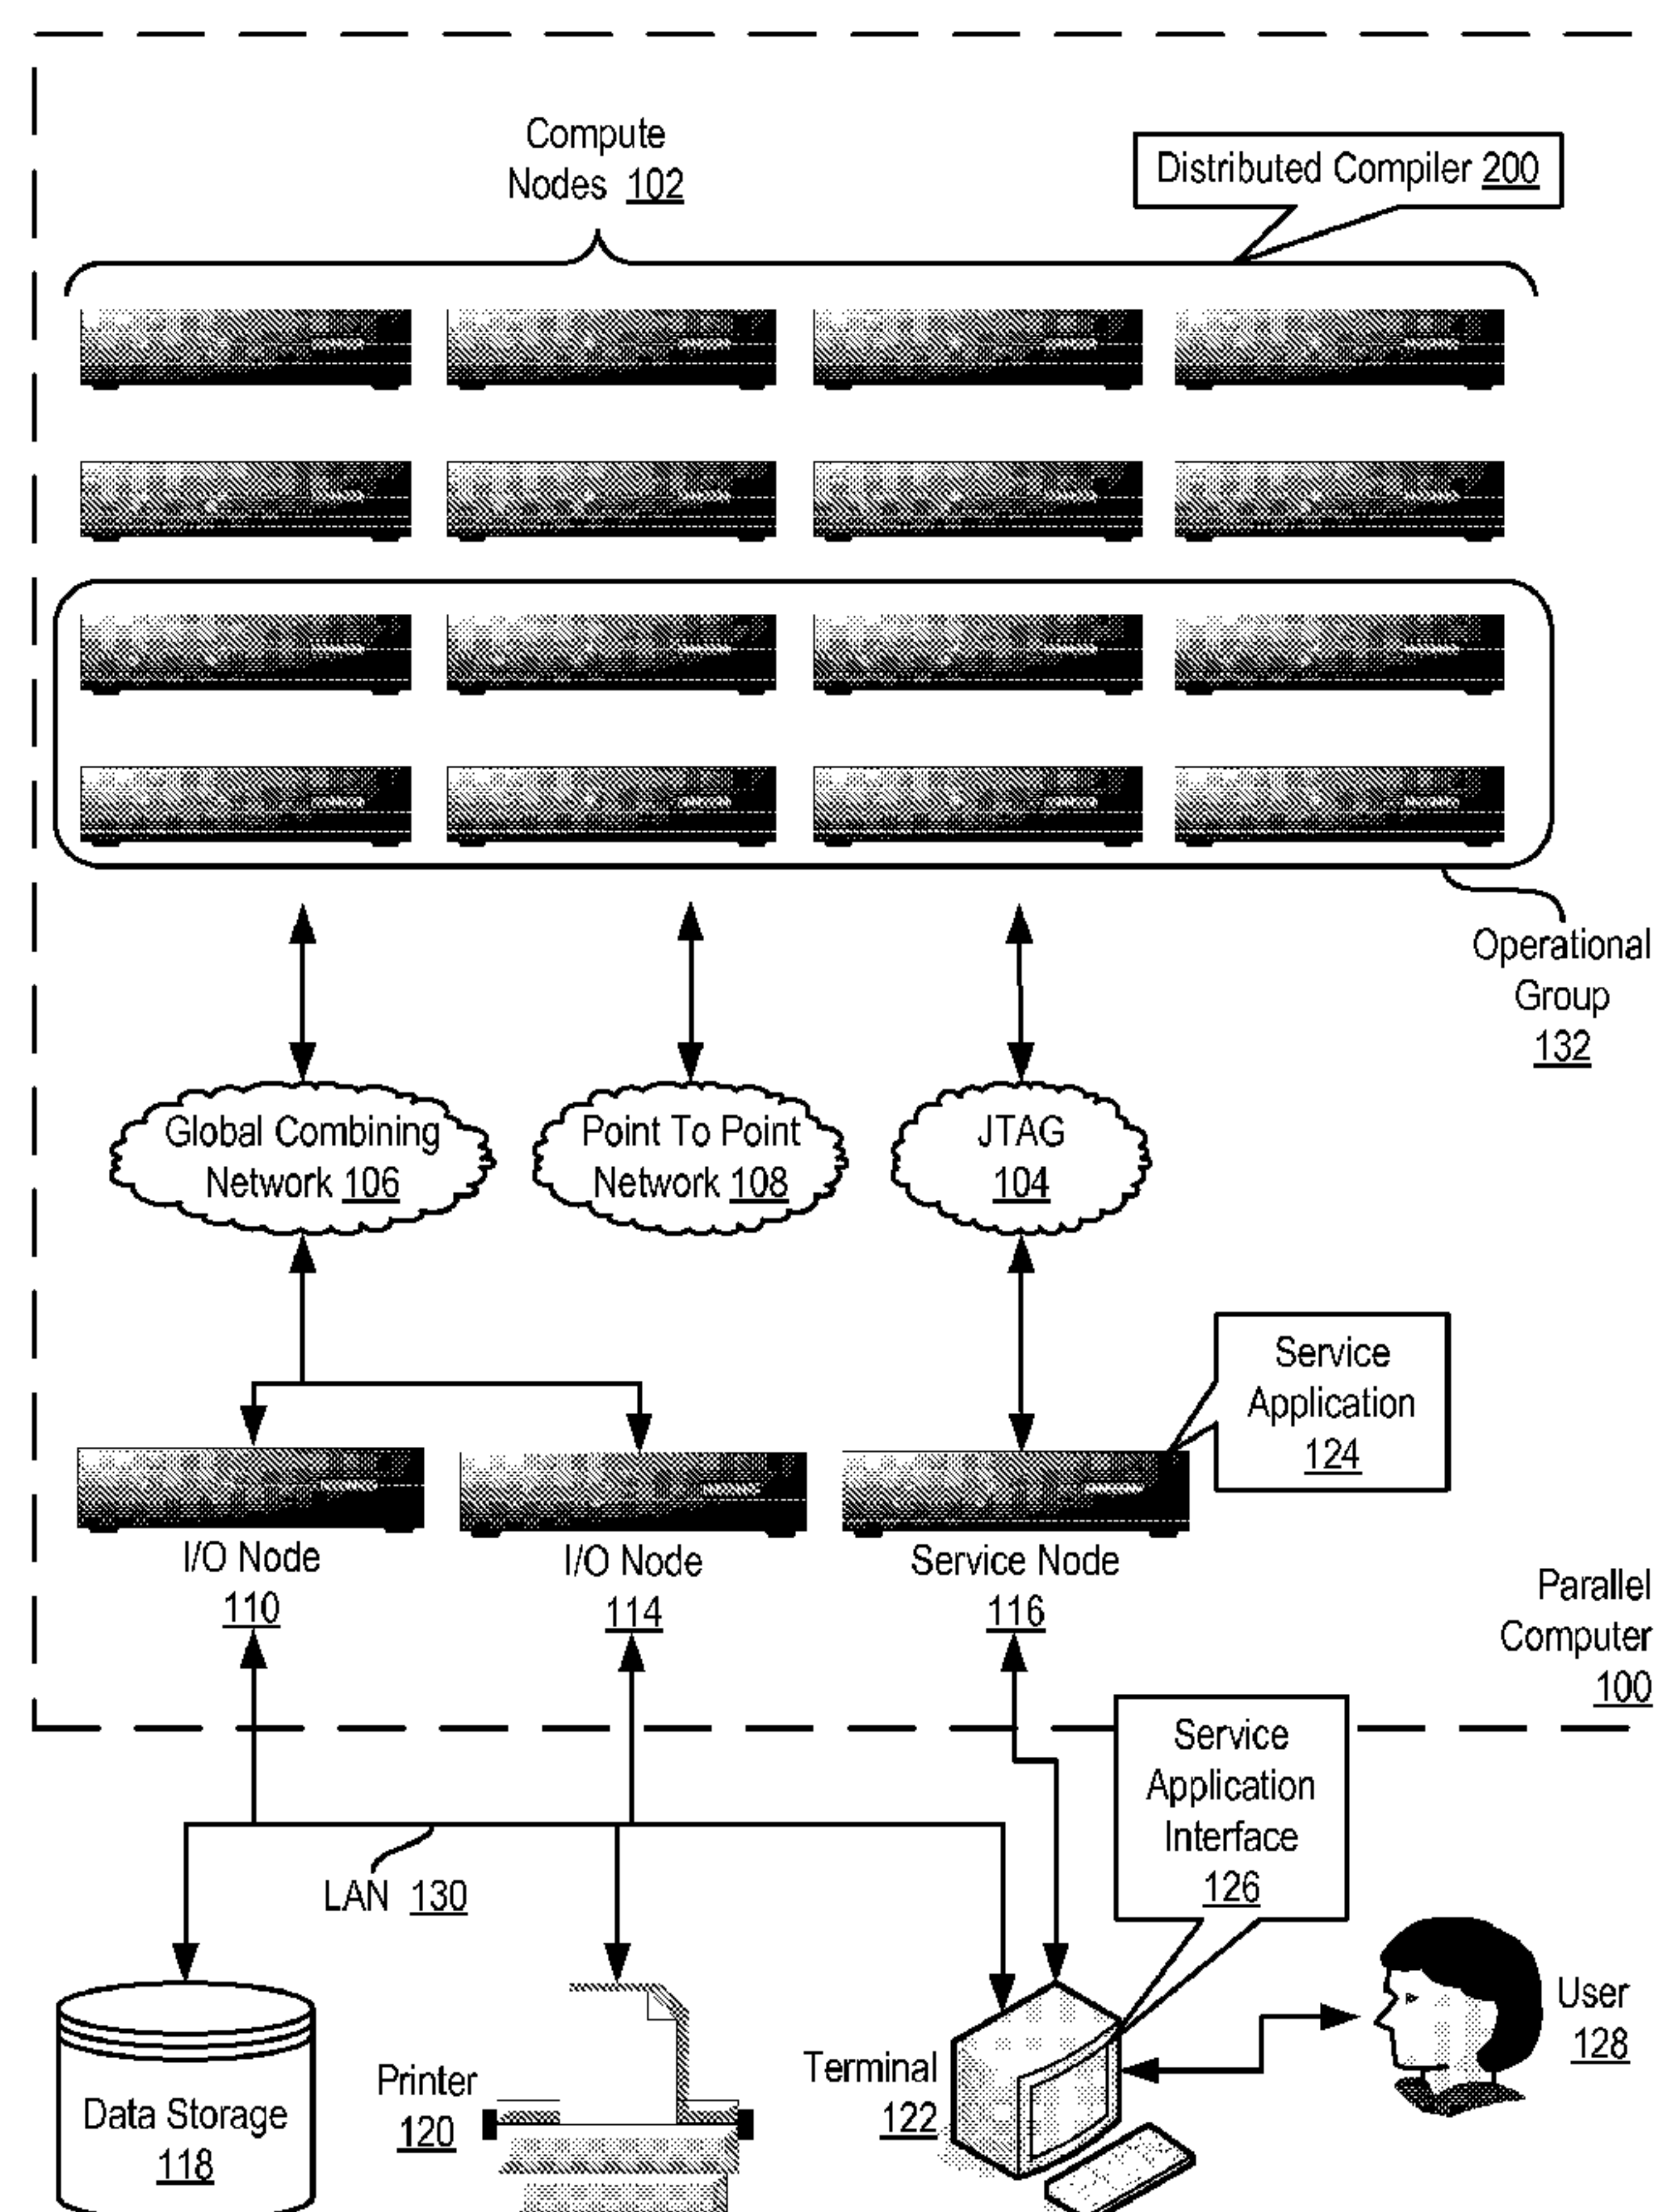 Compute
Nodes 102
Distributed Compiler 200
Operational
Group
132
Global Combining
Network 106
Point To Point
Network 108
JTAG
104
Service
Application
124
I/O Node
110
I/O Node
114
Service Node
116
Parallel
Computer
100
Service
Application
Interface
126
LAN 130
Data Storage
118
Printer
120
Terminal
122
User
128